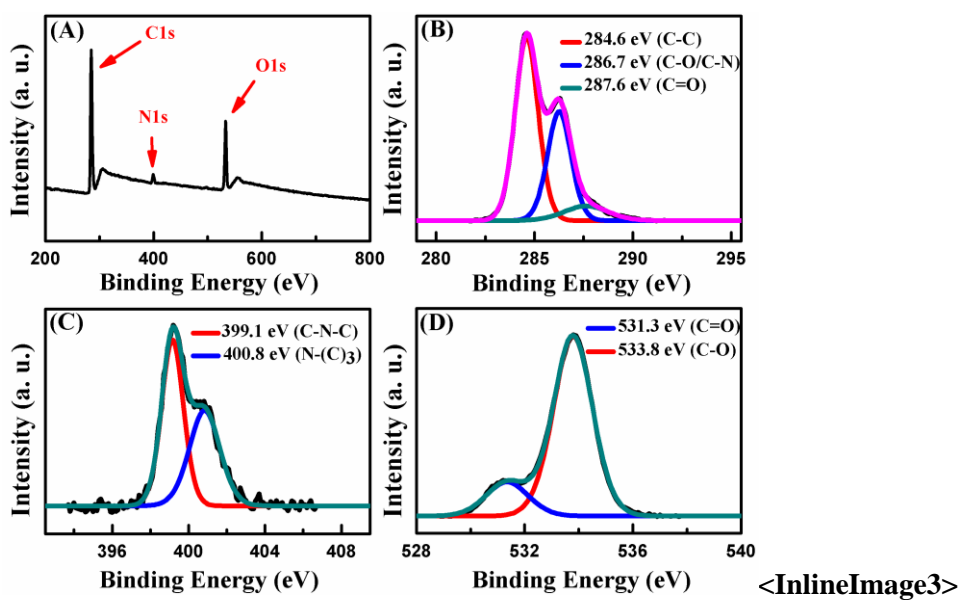 (A)
C1s
N1s
O1s
Intensity (a. u.)
200 400 600 800
Binding Energy (eV)
(B)
284.6 eV (C-C)
286.7 eV (C-O/C-N)
287.6 eV (C=O)
Intensity (a. u.)
280 285 290 295
Binding Energy (eV)
(C)
399.1 eV (C-N-C)
400.8 eV (N-(C)3)
Intensity (a. u.)
396 400 404 408
Binding Energy (eV)
(D)
531.3 eV (C=O)
533.8 eV (C-O)
Intensity (a. u.)
528 532 536 540
Binding Energy (eV)
<InlineImage3>